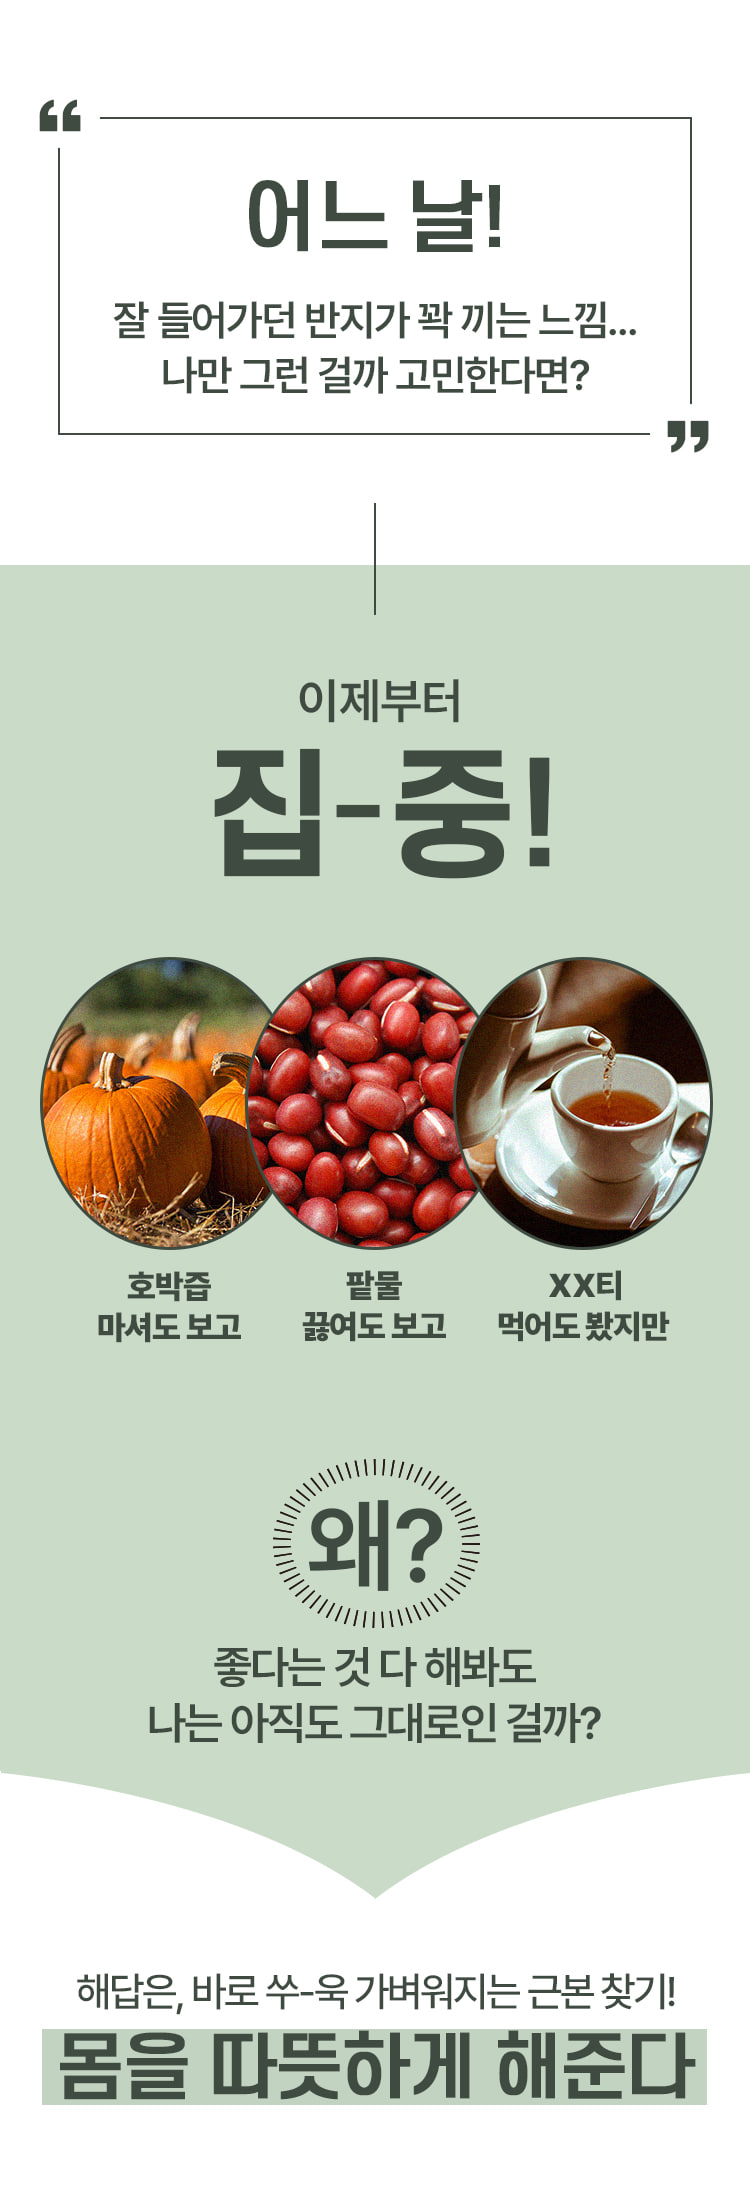 “
어느 날!
잘 들어가던 반지가 꽉 끼는 느낌...
나만 그런 걸까 고민한다면?
”
이제부터
집-중!
호박즙
마셔도 보고
팥물
끓여도 보고
XX티
먹어도 봤지만
왜?
좋다는 것 다 해봐도
나는 아직도 그대로인 걸까?
해답은, 바로 쑤-욱 가벼워지는 근본 찾기!
몸을 따뜻하게 해준다